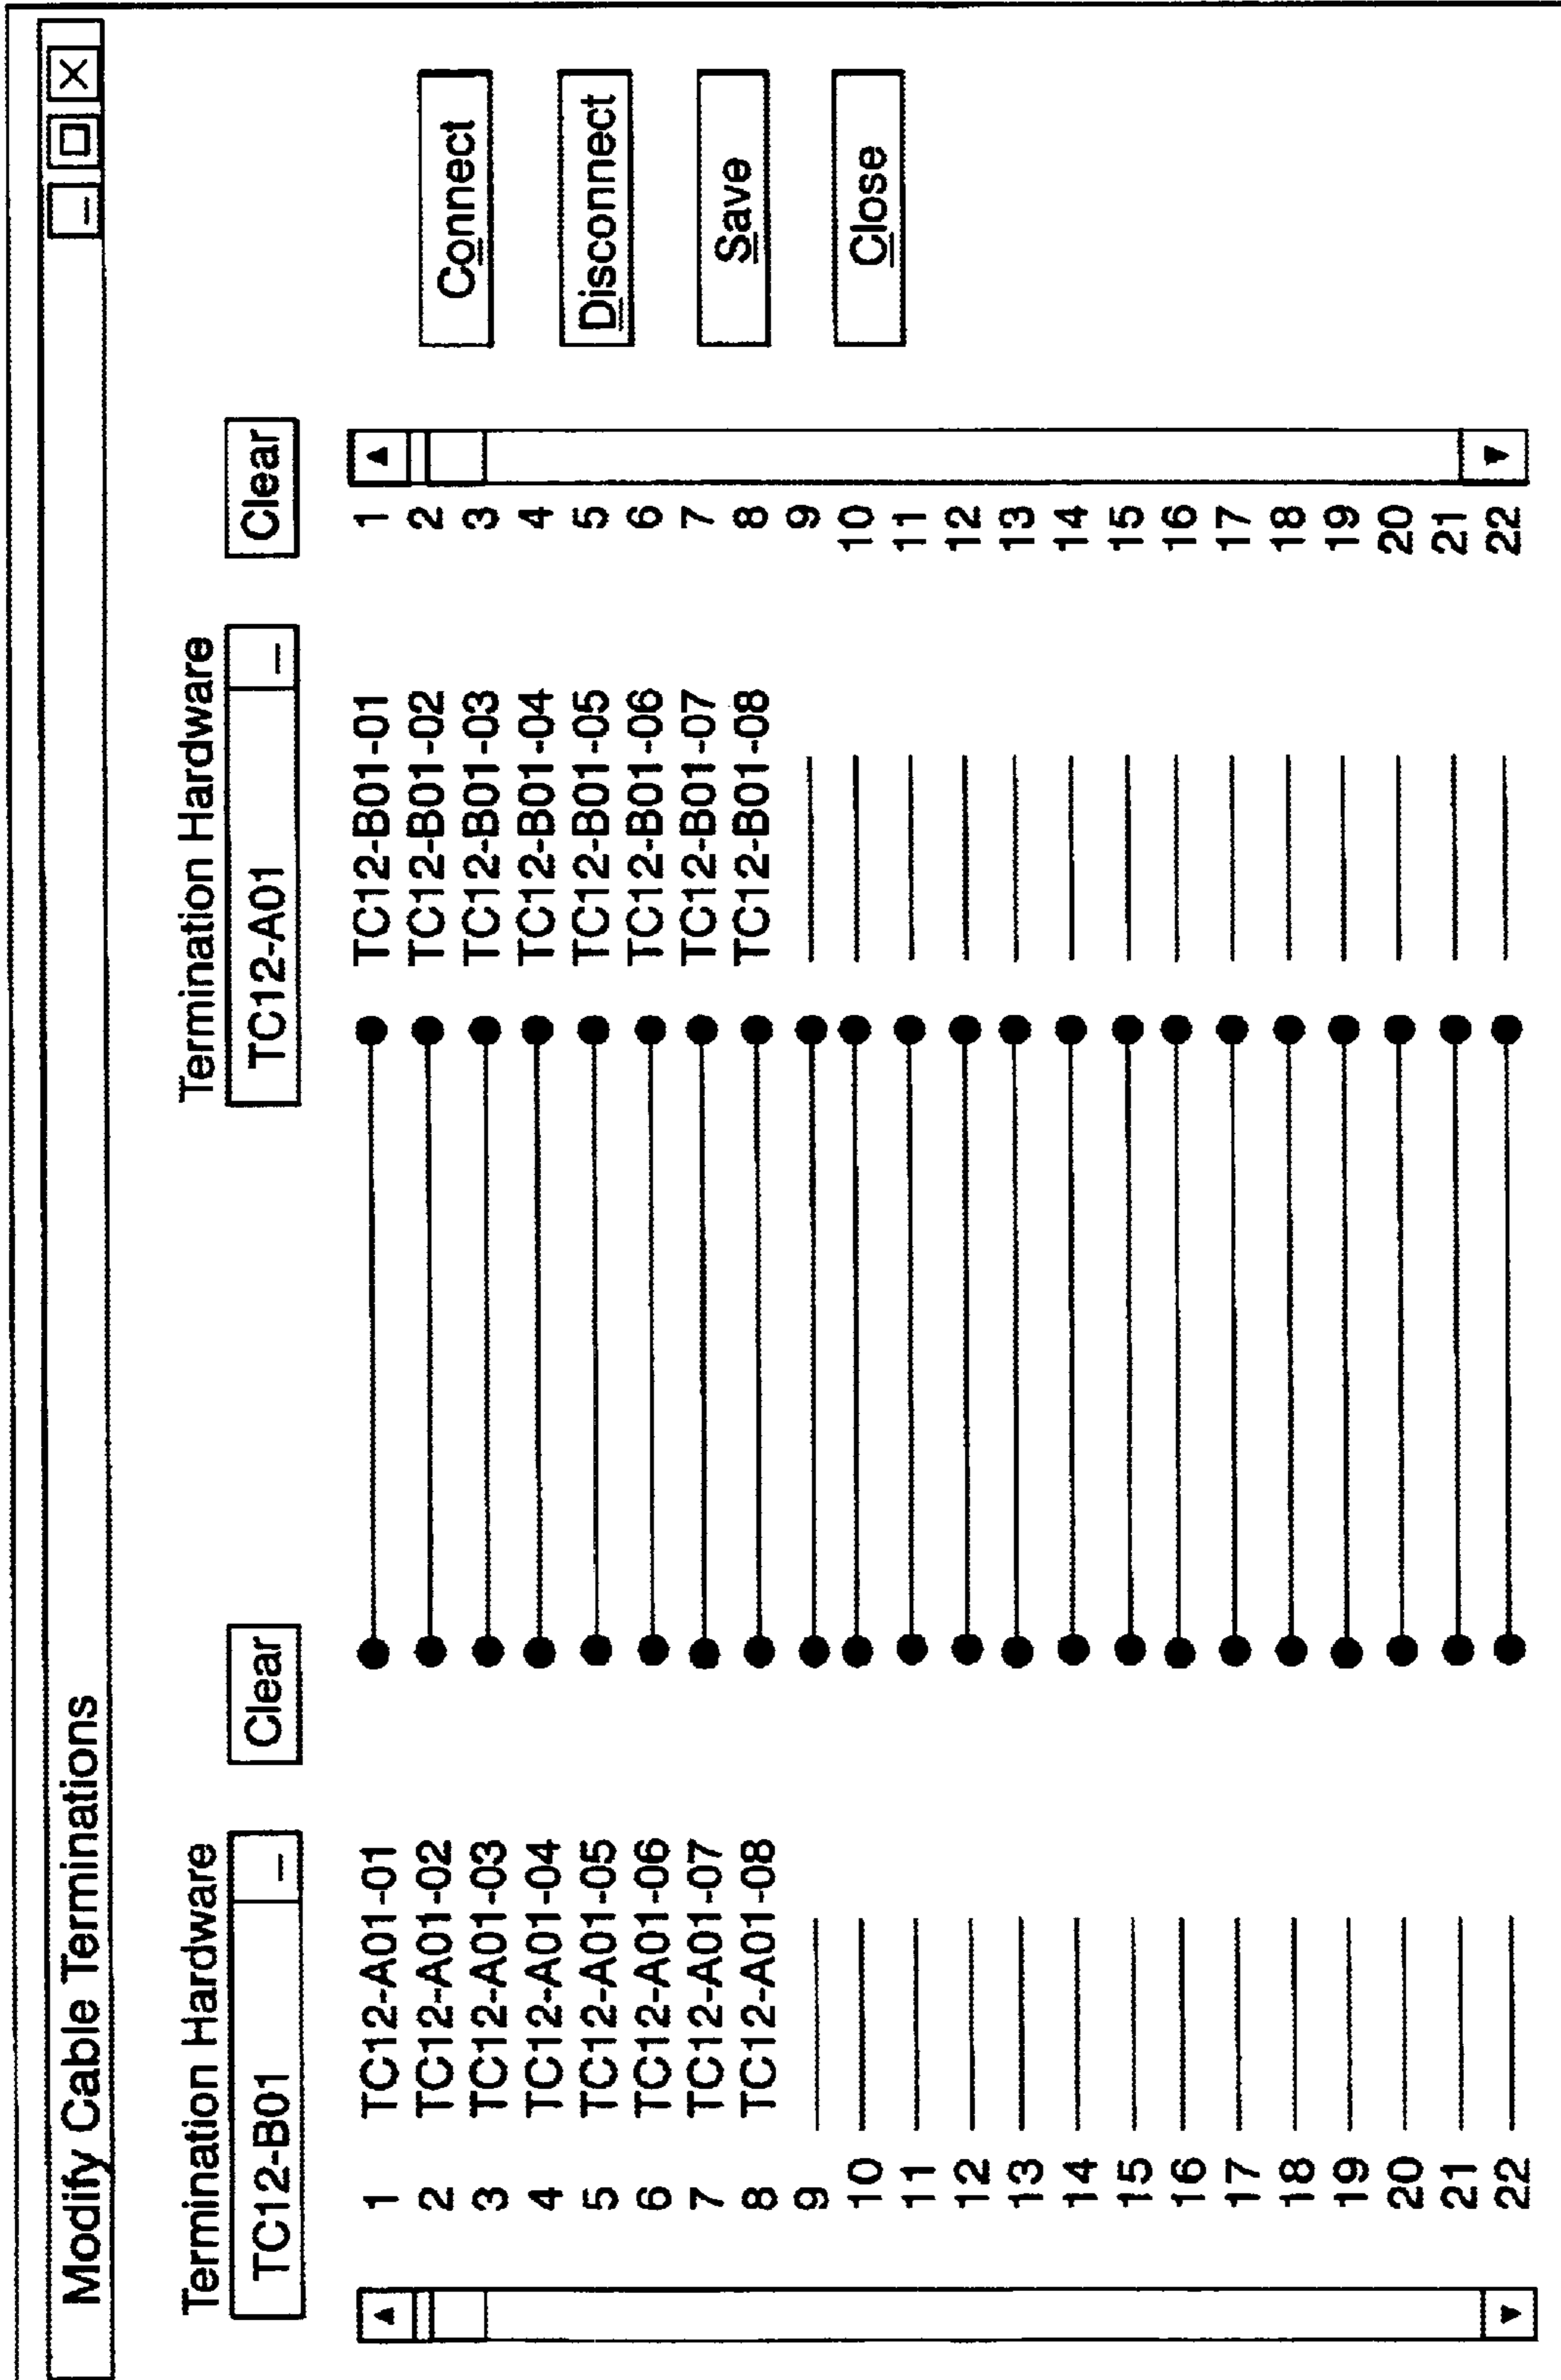 Modify Cable Terminations
_ X
Termination Hardware Termination Hardware
TC12-B01 _ Clear TC12-A01 _ Clear
1 TC12-A01-01 TC12-B01-01 1
2 TC12-A01-02 TC12-B01-02 2
3 TC12-A01-03 TC12-B01-03 3
4 TC12-A01-04 TC12-B01-04 4
5 TC12-A01-05 TC12-B01-05 5
6 TC12-A01-06 TC12-B01-06 6
7 TC12-A01-07 TC12-B01-07 7
8 TC12-A01-08 TC12-B01-08 8
9 9
10 10
11 11
12 12
13 13
14 14
15 15
16 16
17 17
18 18
19 19
20 20
21 21
22 22
Connect
Disconnect
Save
Close